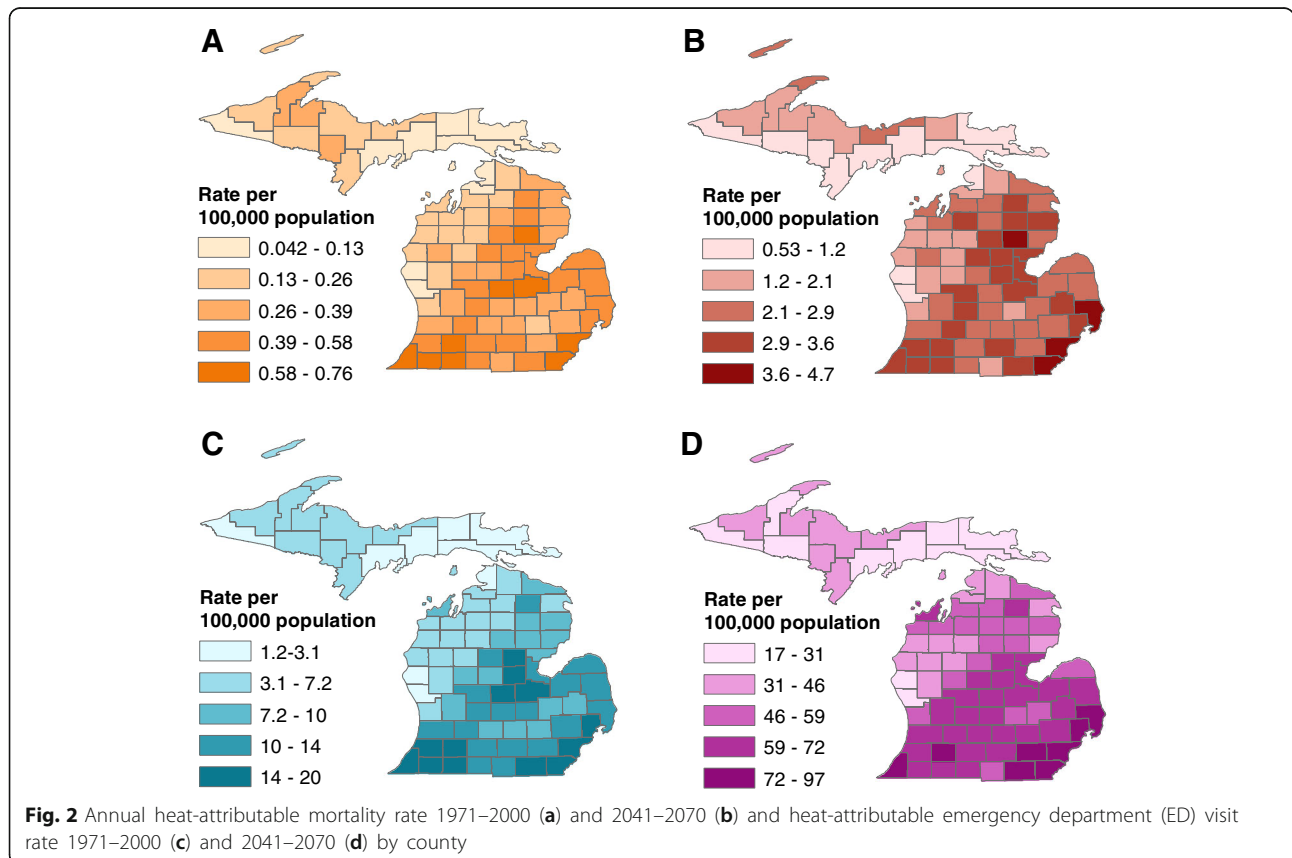 A
Rate per
100,000 population
0.042 - 0.13
0.13 - 0.26
0.26 - 0.39
0.39 - 0.58
0.58 - 0.76
B
Rate per
100,000 population
0.53 - 1.2
1.2 - 2.1
2.1 - 2.9
2.9 - 3.6
3.6 - 4.7
C
Rate per
100,000 population
1.2-3.1
3.1 - 7.2
7.2 - 10
10 - 14
14 - 20
D
Rate per
100,000 population
17 - 31
31 - 46
46 - 59
59 - 72
72 - 97
Fig. 2 Annual heat-attributable mortality rate 1971–2000 (a) and 2041–2070 (b) and heat-attributable emergency department (ED) visit
rate 1971–2000 (c) and 2041–2070 (d) by county